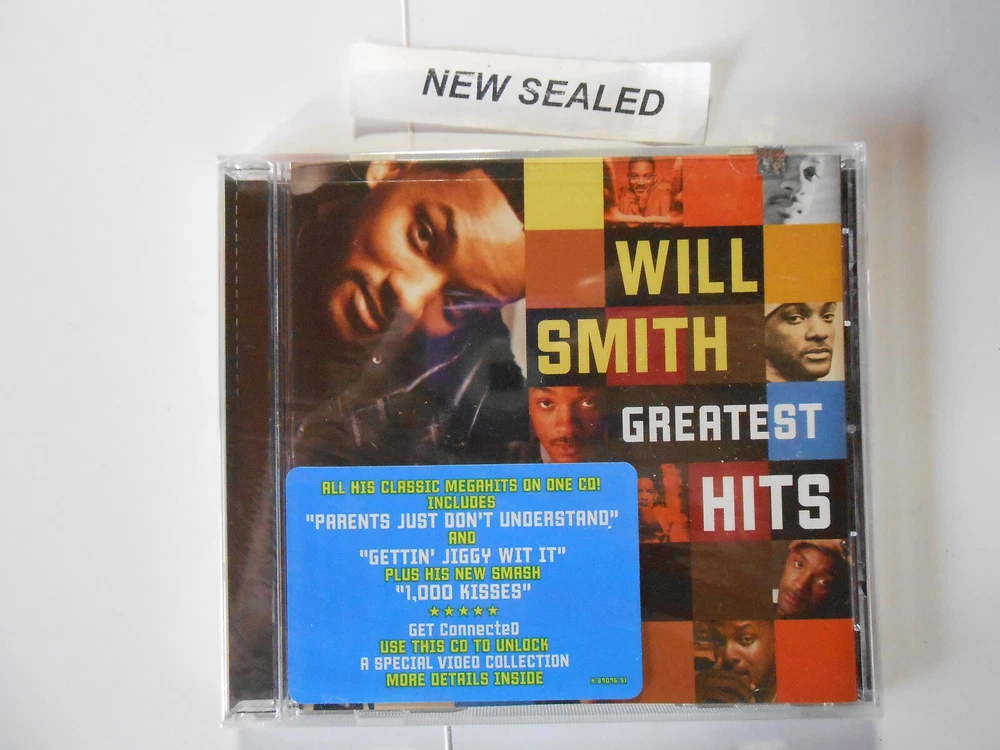 NEW SEALED
WILL
SMITH
GREATEST
HITS
ALL HIS CLASSIC MEGAHITS ON ONE CD!
INCLUDES
"PARENTS JUST DON'T UNDERSTAND"
AND
"GETTIN' JIGGY WIT IT"
PLUS HIS NEW SMASH
"1,000 KISSES"
★★★★★
GET ConnecteD
USE THIS CD TO UNLOCK
A SPECIAL VIDEO COLLECTION
MORE DETAILS INSIDE